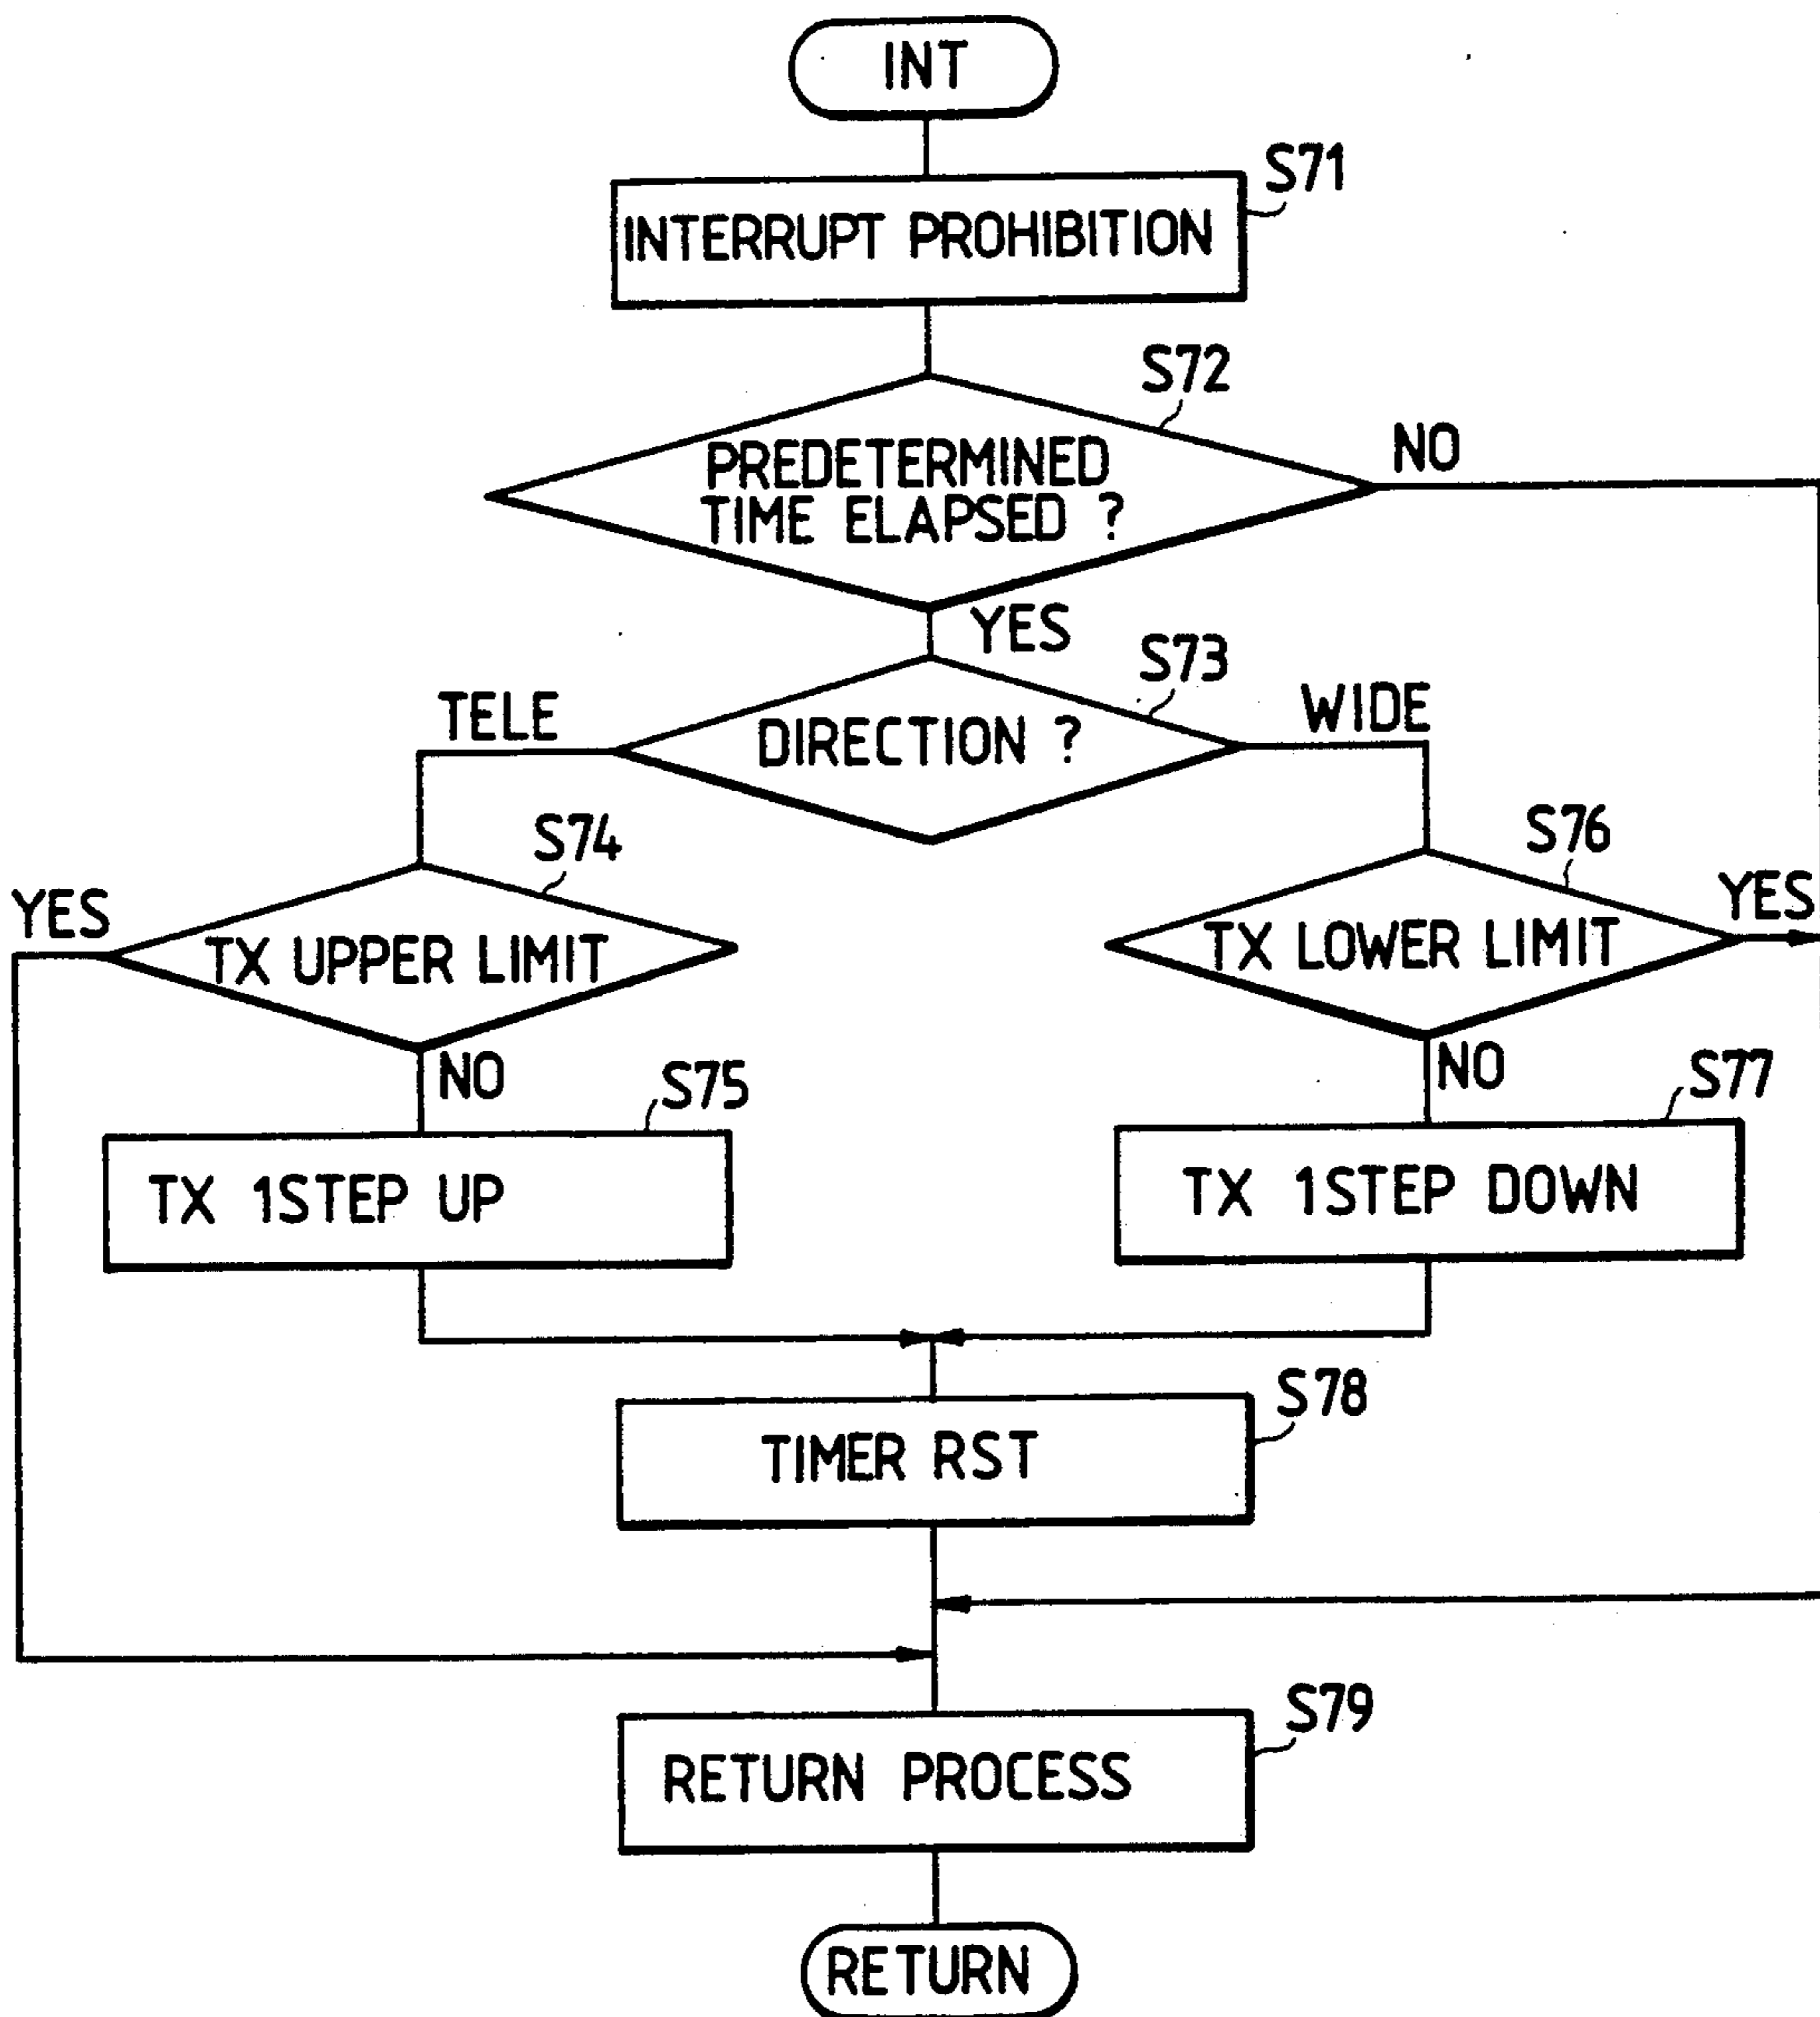 INT
S71
INTERRUPT PROHIBITION
S72
NO
PREDETERMINED
TIME ELAPSED ?
YES
S73
TELE
DIRECTION ?
WIDE
S74
S76
YES
TX UPPER LIMIT
TX LOWER LIMIT
YES
NO
NO
S75
S77
TX 1STEP UP
TX 1STEP DOWN
S78
TIMER RST
S79
RETURN PROCESS
RETURN